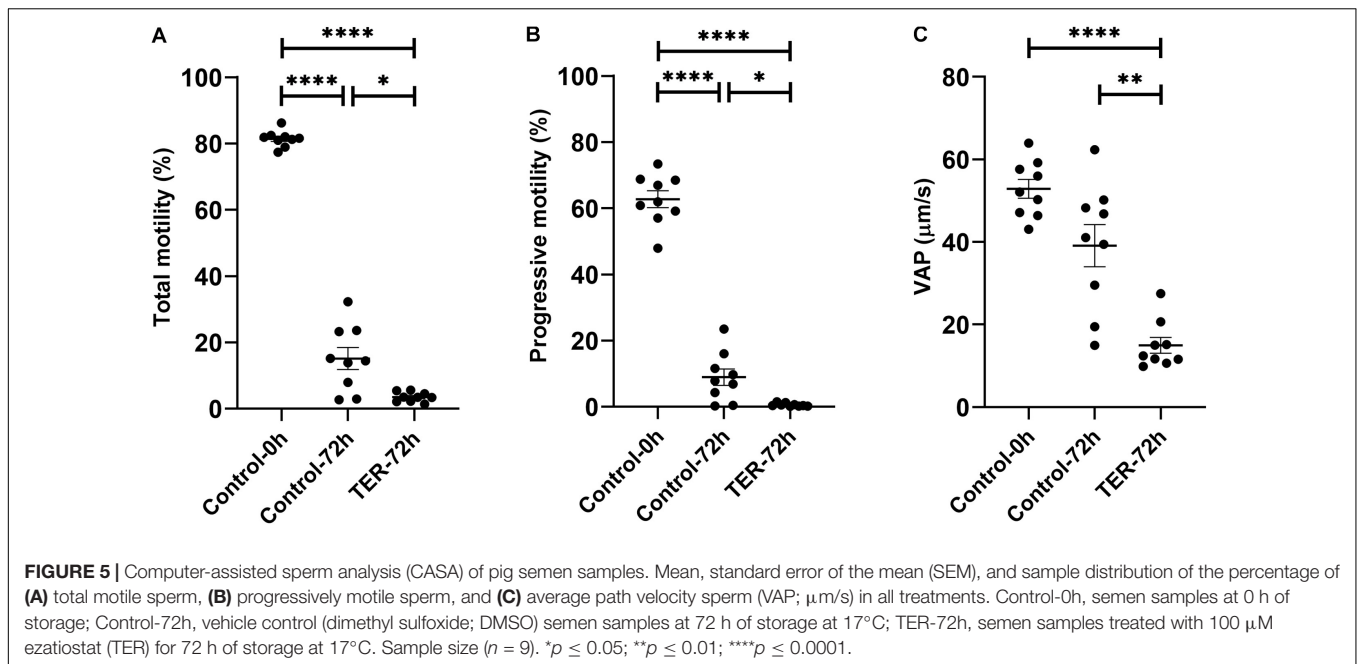 A
****
****
*
Total motility (%)
100
80
60
40
20
0
Control-0h
Control-72h
TER-72h
B
****
****
*
Progressive motility (%)
100
80
60
40
20
0
Control-0h
Control-72h
TER-72h
C
****
**
VAP (μm/s)
80
60
40
20
0
Control-0h
Control-72h
TER-72h
FIGURE 5 | Computer-assisted sperm analysis (CASA) of pig semen samples. Mean, standard error of the mean (SEM), and sample distribution of the percentage of
(A) total motile sperm, (B) progressively motile sperm, and (C) average path velocity sperm (VAP; μm/s) in all treatments. Control-0h, semen samples at 0 h of
storage; Control-72h, vehicle control (dimethyl sulfoxide; DMSO) semen samples at 72 h of storage at 17°C; TER-72h, semen samples treated with 100 μM
ezatiostat (TER) for 72 h of storage at 17°C. Sample size (n = 9). *p ≤ 0.05; **p ≤ 0.01; ****p ≤ 0.0001.